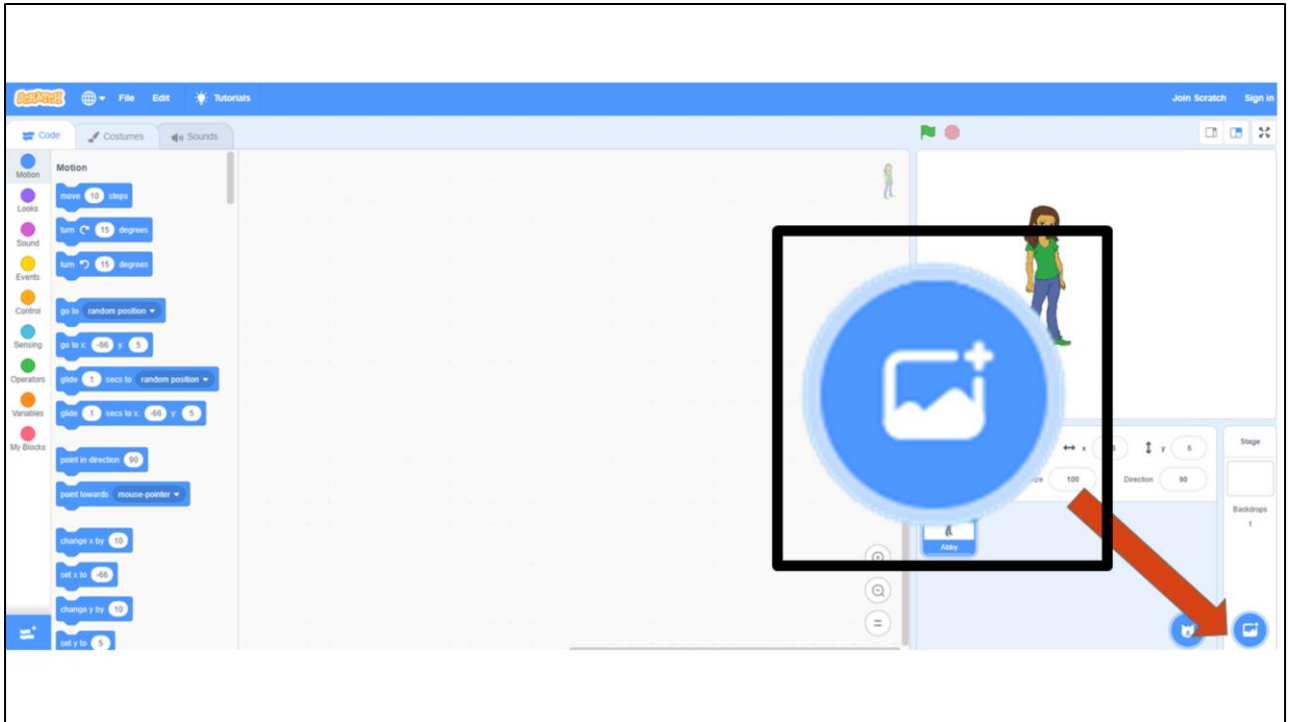 SCRATCH File Edit Tutorials Join Scratch Sign in
Code Costumes Sounds
Motion
Looks
Sound
Events
Control
Sensing
Operators
Variables
My Blocks
Motion
move 10 steps
turn 15 degrees
turn 15 degrees
go to random position
go to x: -66 y: 5
glide 1 secs to random position
glide 1 secs to x: -66 y: 5
point in direction 90
point towards mouse-pointer
change x by 10
set x to -66
change y by 10
set y to 5
x y 5
100 Direction 90
Abby
Stage
Backdrops
1